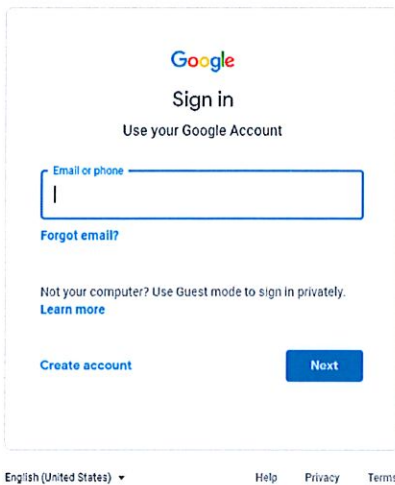 Google
Sign in
Use your Google Account
Email or phone
Forgot email?
Not your computer? Use Guest mode to sign in privately.
Learn more
Create account
Next
English (United States)
Help Privacy Terms